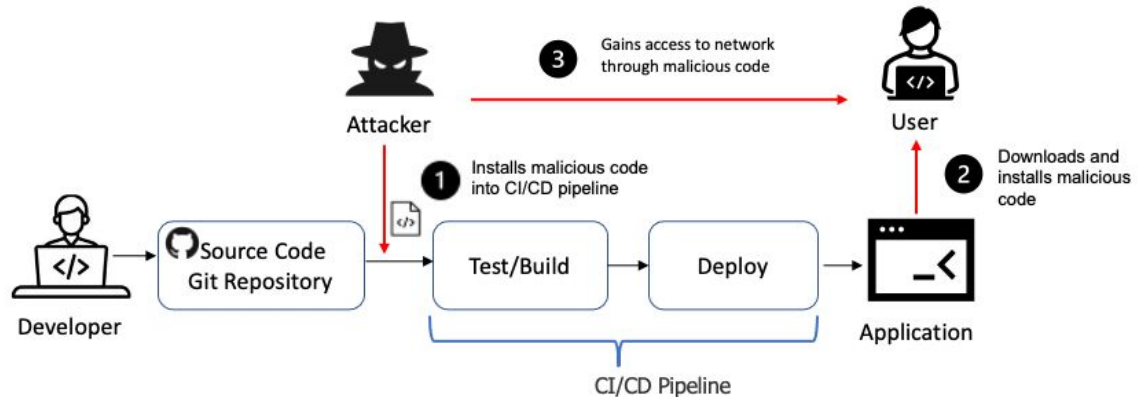 3
Gains access to network
through malicious code
Attacker
User
1
Installs malicious code
into CI/CD pipeline
2
Downloads and
installs malicious
code
</>
</>
</>
Source Code
Git Repository
Test/Build
Deploy
Developer
Application
CI/CD Pipeline